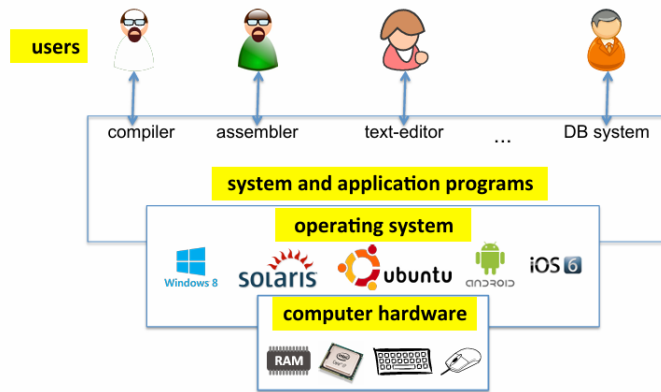 users
compiler assembler text-editor ... DB system
system and application programs
operating system
Windows 8 solaris ubuntu android iOS 6
computer hardware
RAM